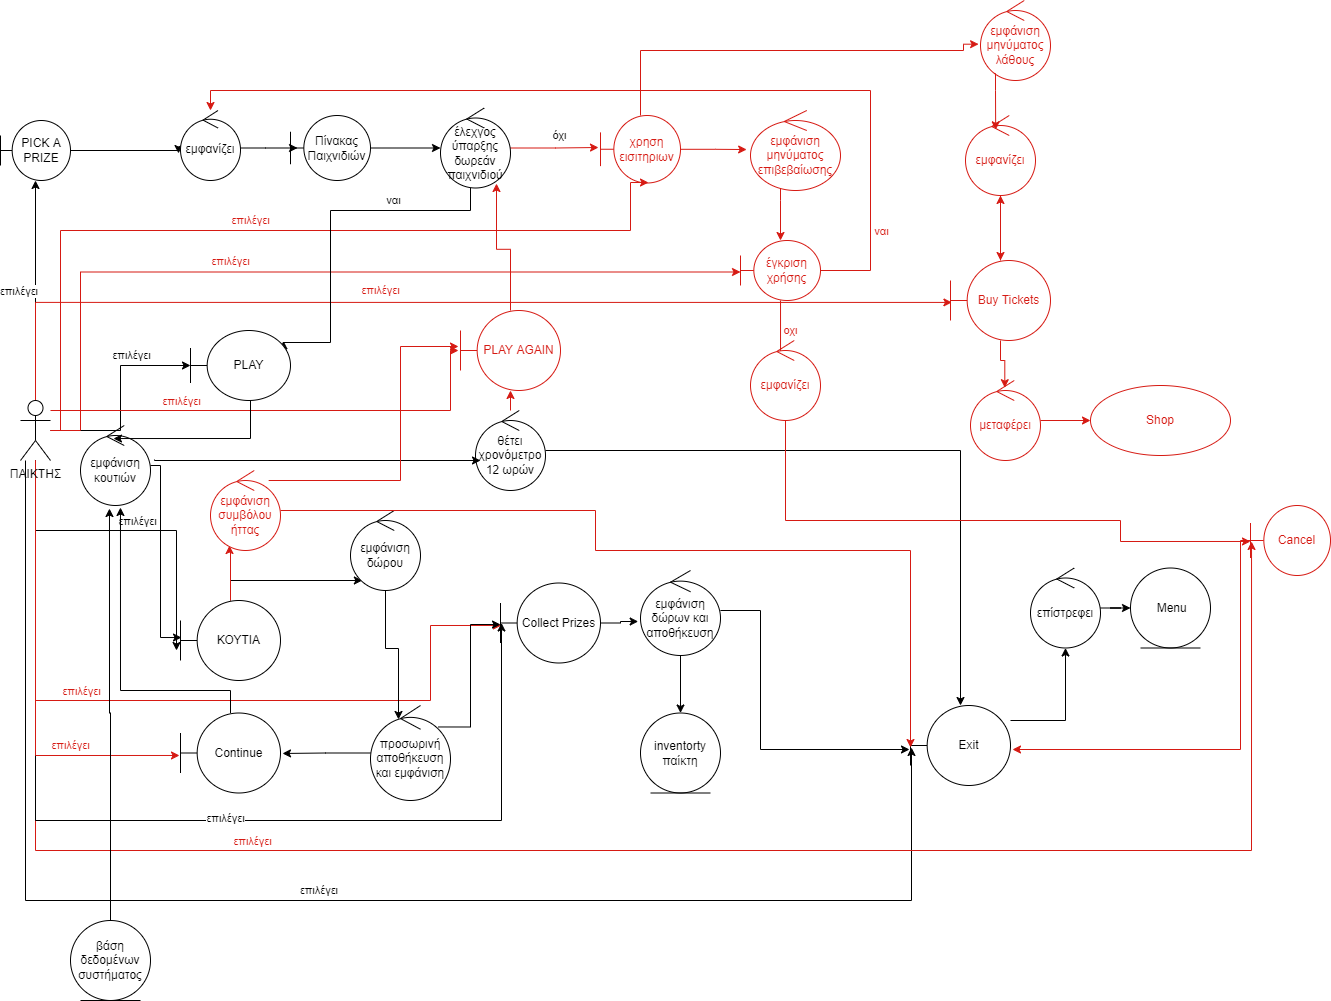 εμφάνιση
μηνύματος
λάθους
PICK A
PRIZE
εμφανίζει
Πίνακας
Παιχνιδιών
έλεγχος
ύπαρξης
δωρεάν
παιχνιδιού
όχι
χρηση
εισιτηριων
εμφάνιση
μηνύματος
επιβεβαίωσης
εμφανίζει
ναι
επιλέγει
ναι
επιλέγει
έγκριση
χρήσης
επιλέγει
επιλέγει
Buy Tickets
οχι
επιλέγει
PLAY
PLAY AGAIN
εμφανίζει
επιλέγει
μεταφέρει
Shop
ΠΑΙΚΤΗΣ
εμφάνιση
κουτιών
θέτει
χρονόμετρο
12 ωρών
εμφάνιση
συμβόλου
ήττας
επιλέγει
εμφάνιση
δώρου
Cancel
ΚΟΥΤΙΑ
Collect Prizes
εμφάνιση
δώρων και
αποθήκευση
επίστρεφει
Menu
επιλέγει
επιλέγει
Continue
προσωρινή
αποθήκευση
και εμφάνιση
inventorty
παίκτη
Exit
επιλέγει
επιλέγει
επιλέγει
βάση
δεδομένων
συστήματος